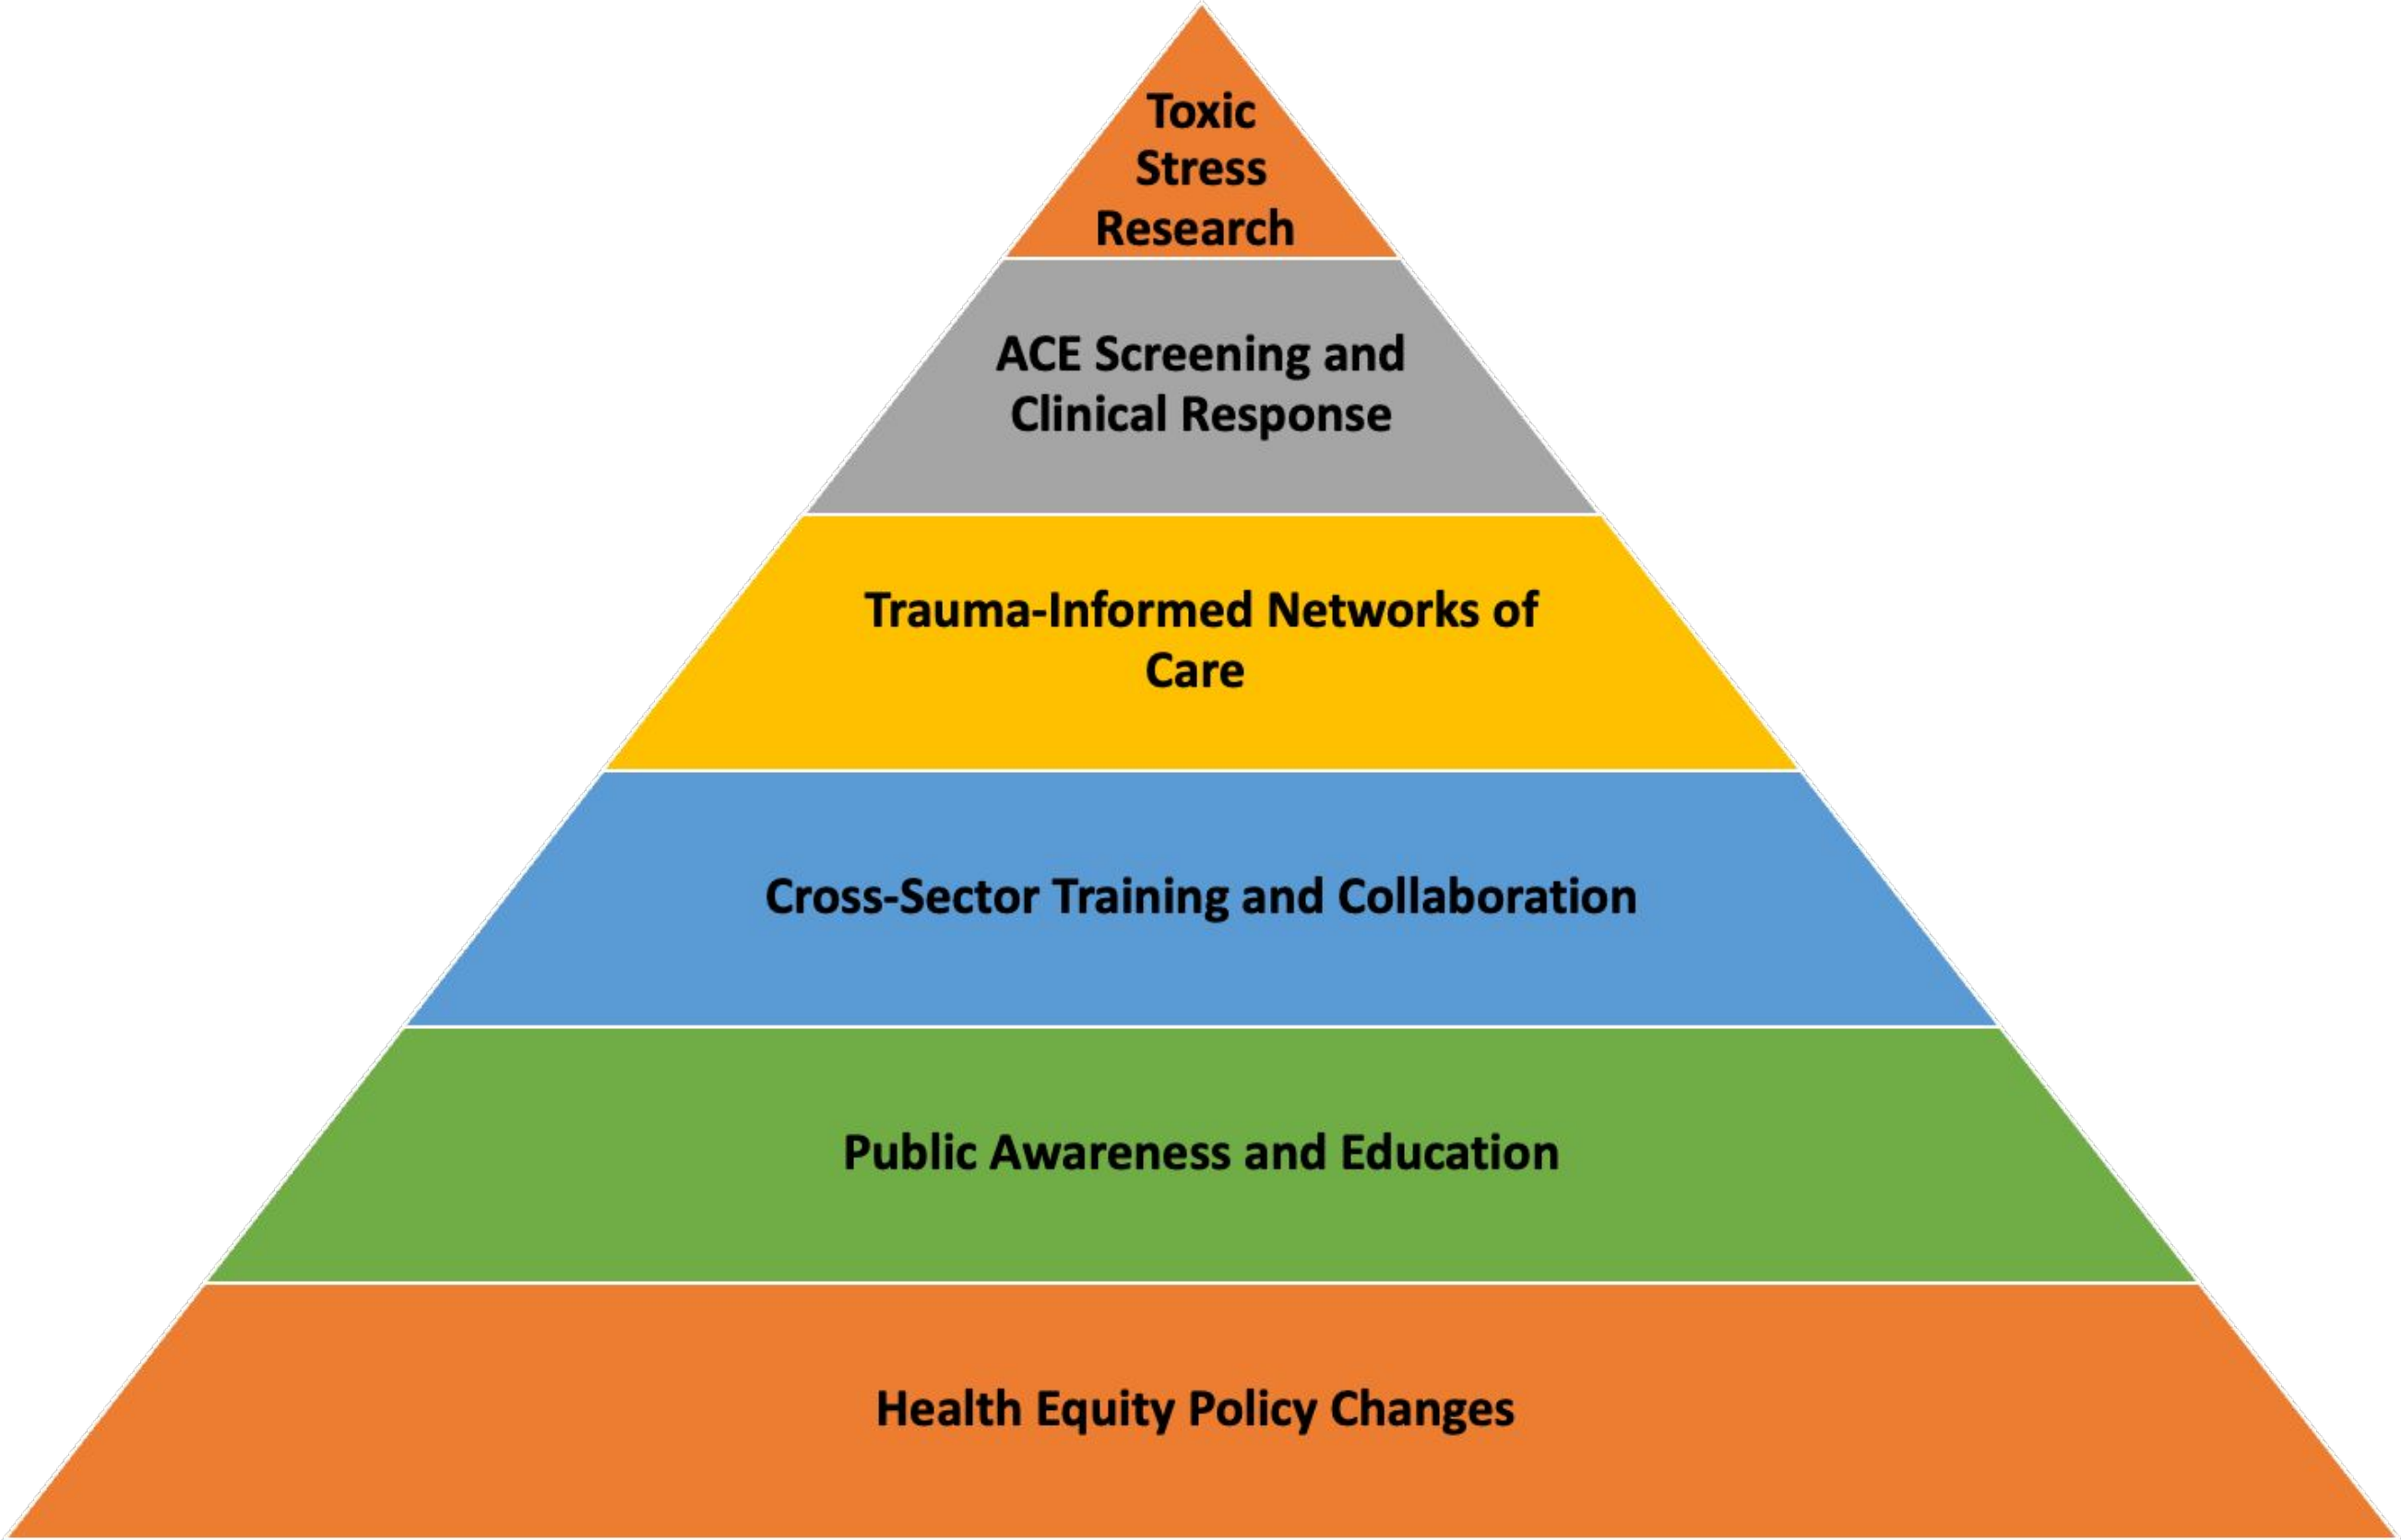 Toxic
Stress
Research
ACE Screening and
Clinical Response
Trauma-Informed Networks of
Care
Cross-Sector Training and Collaboration
Public Awareness and Education
Health Equity Policy Changes